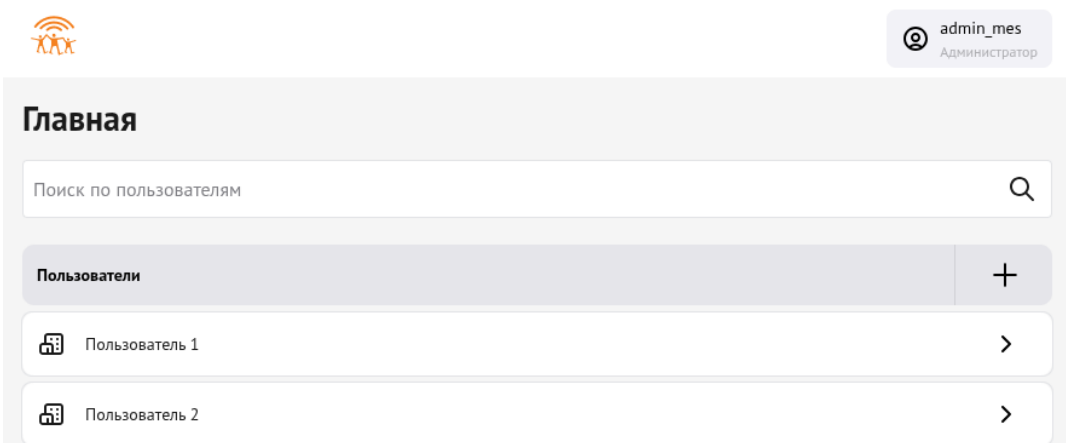 admin_mes
Администратор
Главная
Поиск по пользователям
Пользователи
Пользователь 1
Пользователь 2